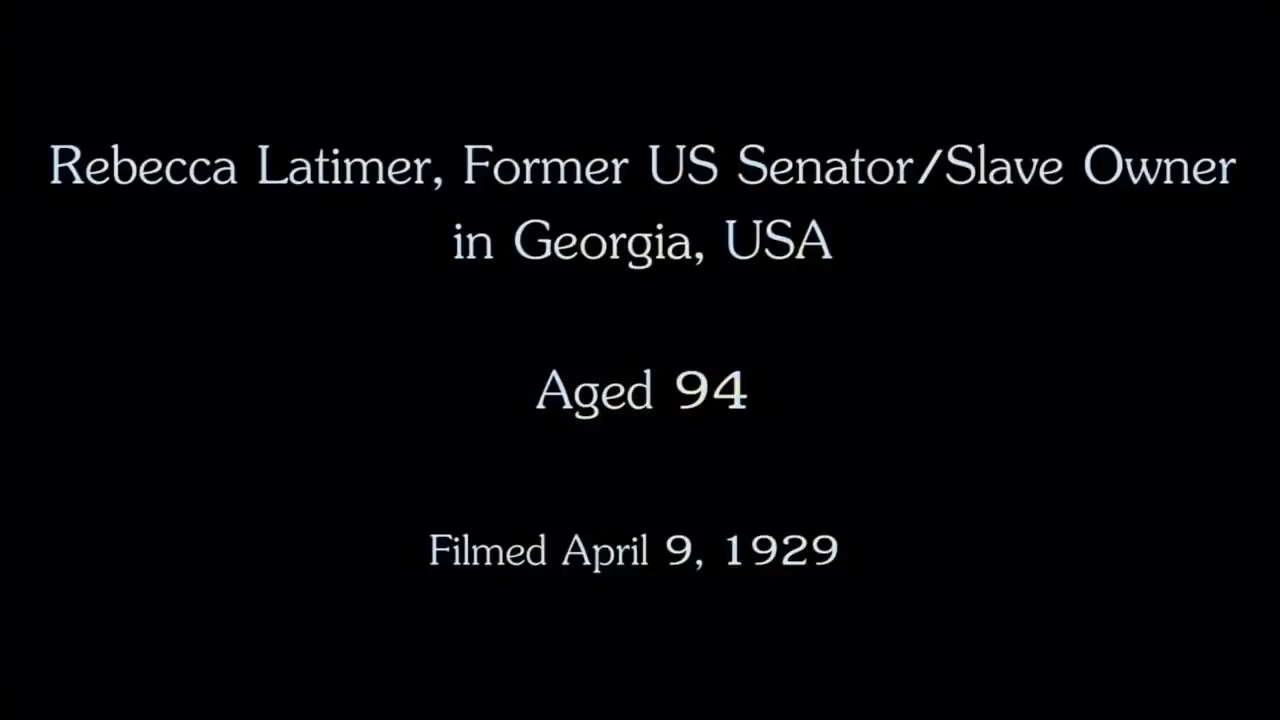 Rebecca Latimer, Former US Senator/Slave Owner
in Georgia, USA
Aged 94
Filmed April 9, 1929